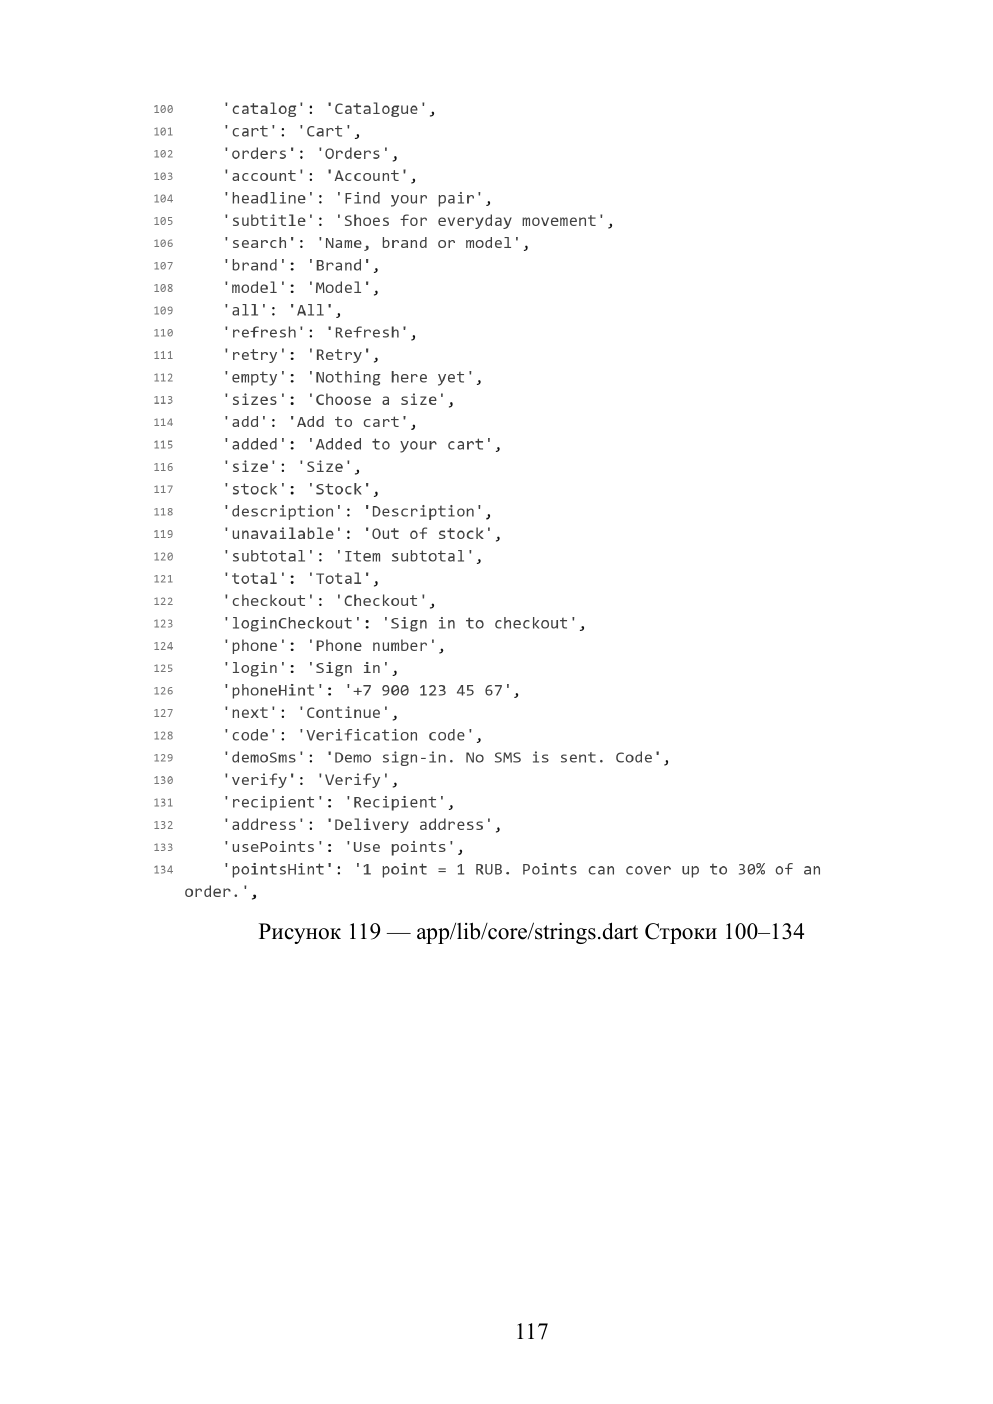 100 'catalog': 'Catalogue',
101 'cart': 'Cart',
102 'orders': 'Orders',
103 'account': 'Account',
104 'headline': 'Find your pair',
105 'subtitle': 'Shoes for everyday movement',
106 'search': 'Name, brand or model',
107 'brand': 'Brand',
108 'model': 'Model',
109 'all': 'All',
110 'refresh': 'Refresh',
111 'retry': 'Retry',
112 'empty': 'Nothing here yet',
113 'sizes': 'Choose a size',
114 'add': 'Add to cart',
115 'added': 'Added to your cart',
116 'size': 'Size',
117 'stock': 'Stock',
118 'description': 'Description',
119 'unavailable': 'Out of stock',
120 'subtotal': 'Item subtotal',
121 'total': 'Total',
122 'checkout': 'Checkout',
123 'loginCheckout': 'Sign in to checkout',
124 'phone': 'Phone number',
125 'login': 'Sign in',
126 'phoneHint': '+7 900 123 45 67',
127 'next': 'Continue',
128 'code': 'Verification code',
129 'demoSms': 'Demo sign-in. No SMS is sent. Code',
130 'verify': 'Verify',
131 'recipient': 'Recipient',
132 'address': 'Delivery address',
133 'usePoints': 'Use points',
134 'pointsHint': '1 point = 1 RUB. Points can cover up to 30% of an
order.',
Рисунок 119 — app/lib/core/strings.dart Строки 100–134
117